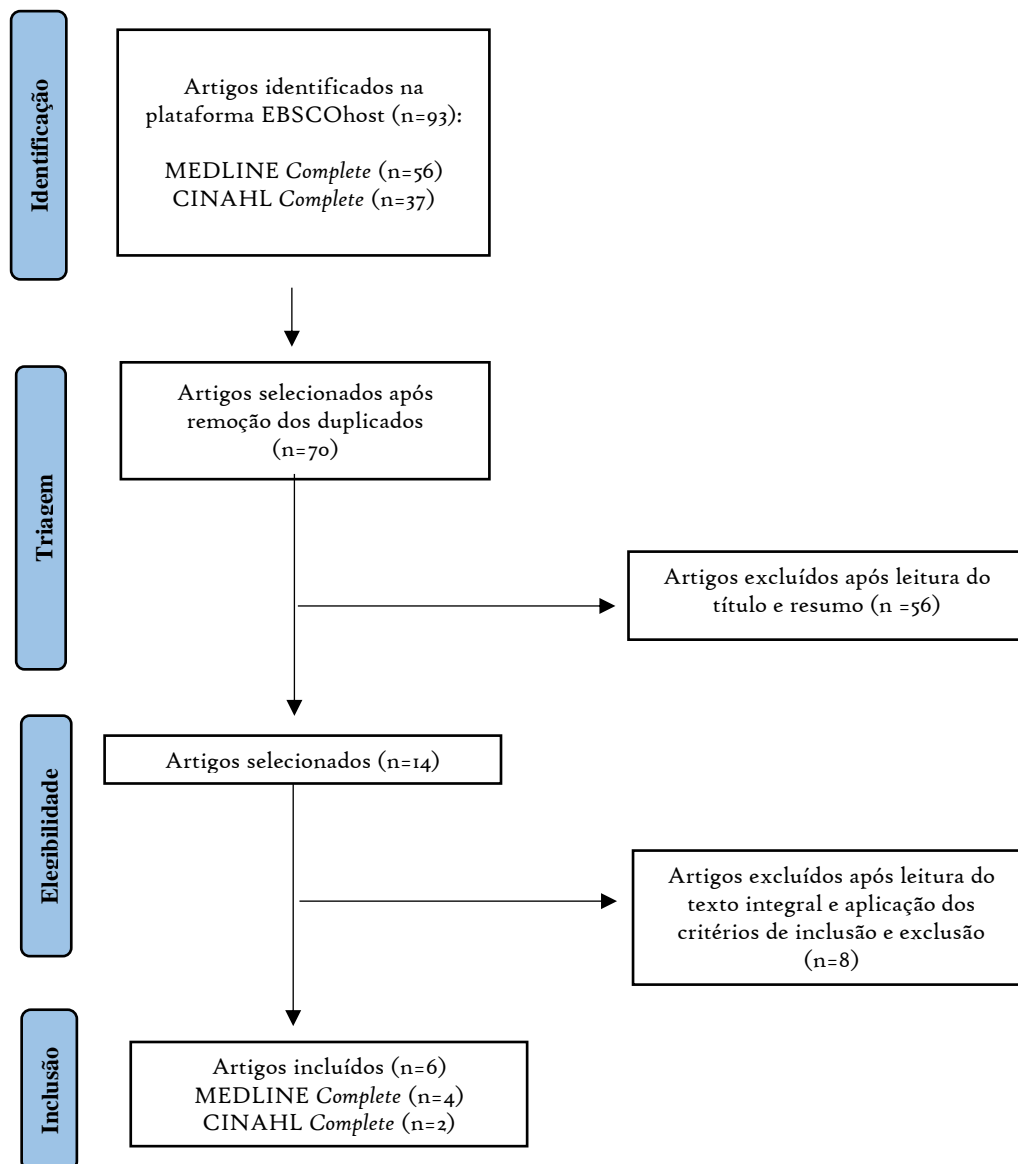 Identificação
Artigos identificados na
plataforma EBSCOhost (n=93):
MEDLINE Complete (n=56)
CINAHL Complete (n=37)
Triagem
Artigos selecionados após
remoção dos duplicados
(n=70)
Artigos excluídos após leitura do
título e resumo (n =56)
Elegibilidade
Artigos selecionados (n=14)
Artigos excluídos após leitura do
texto integral e aplicação dos
critérios de inclusão e exclusão
(n=8)
Inclusão
Artigos incluídos (n=6)
MEDLINE Complete (n=4)
CINAHL Complete (n=2)